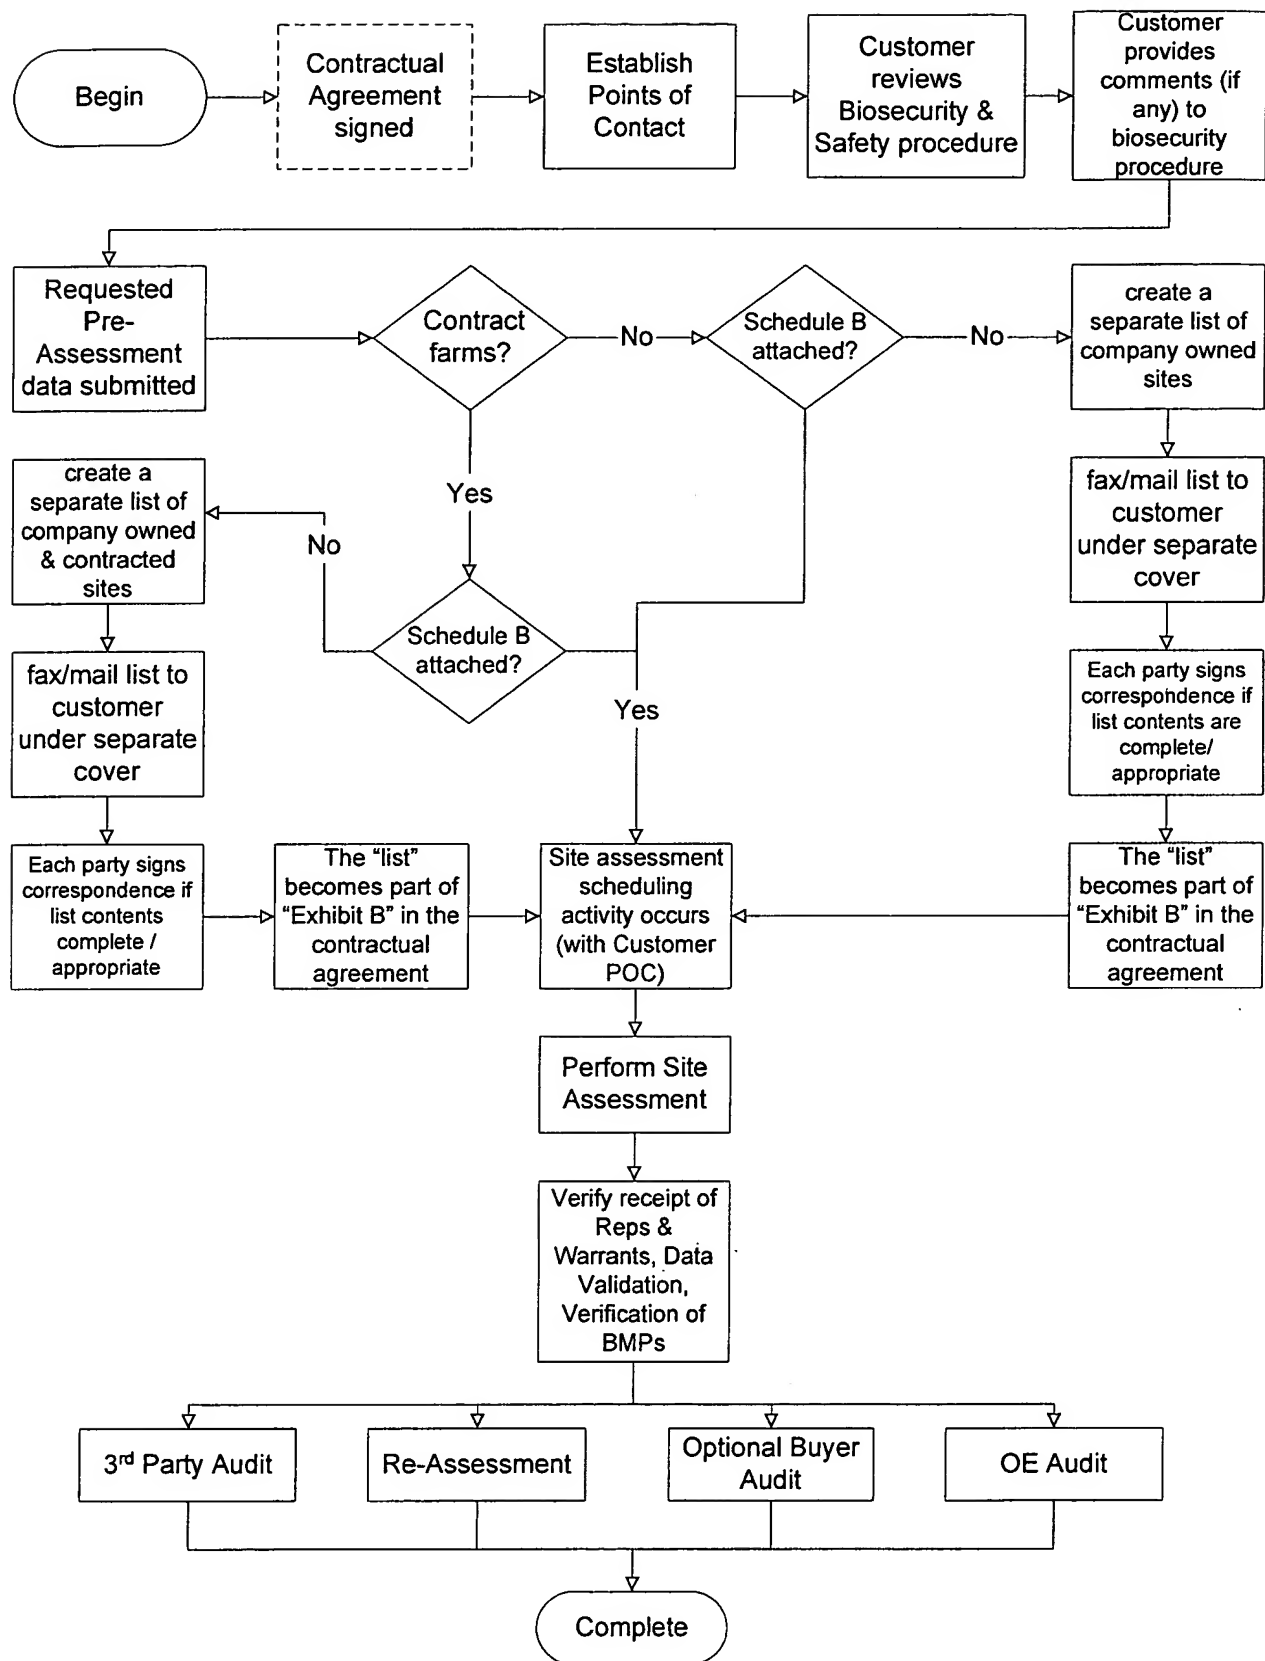 Begin
Contractual
Agreement
signed
Establish
Points of
Contact
Customer
reviews
Biosecurity &
Safety procedure
Customer
provides
comments (if
any) to
biosecurity
procedure
Requested
Pre-
Assessment
data submitted
Contract
farms?
No
Schedule B
attached?
No
create a
separate list of
company owned
sites
create a
separate list of
company owned
& contracted
sites
No
Yes
Schedule B
attached?
Yes
fax/mail list to
customer
under separate
cover
fax/mail list to
customer
under separate
cover
Each party signs
correspondence if
list contents are
complete/
appropriate
Each party signs
correspondence if
list contents
complete /
appropriate
The “list”
becomes part of
“Exhibit B” in the
contractual
agreement
Site assessment
scheduling
activity occurs
(with Customer
POC)
The “list”
becomes part of
“Exhibit B” in the
contractual
agreement
Perform Site
Assessment
Verify receipt of
Reps &
Warrants, Data
Validation,
Verification of
BMPs
3rd Party Audit
Re-Assessment
Optional Buyer
Audit
OE Audit
Complete